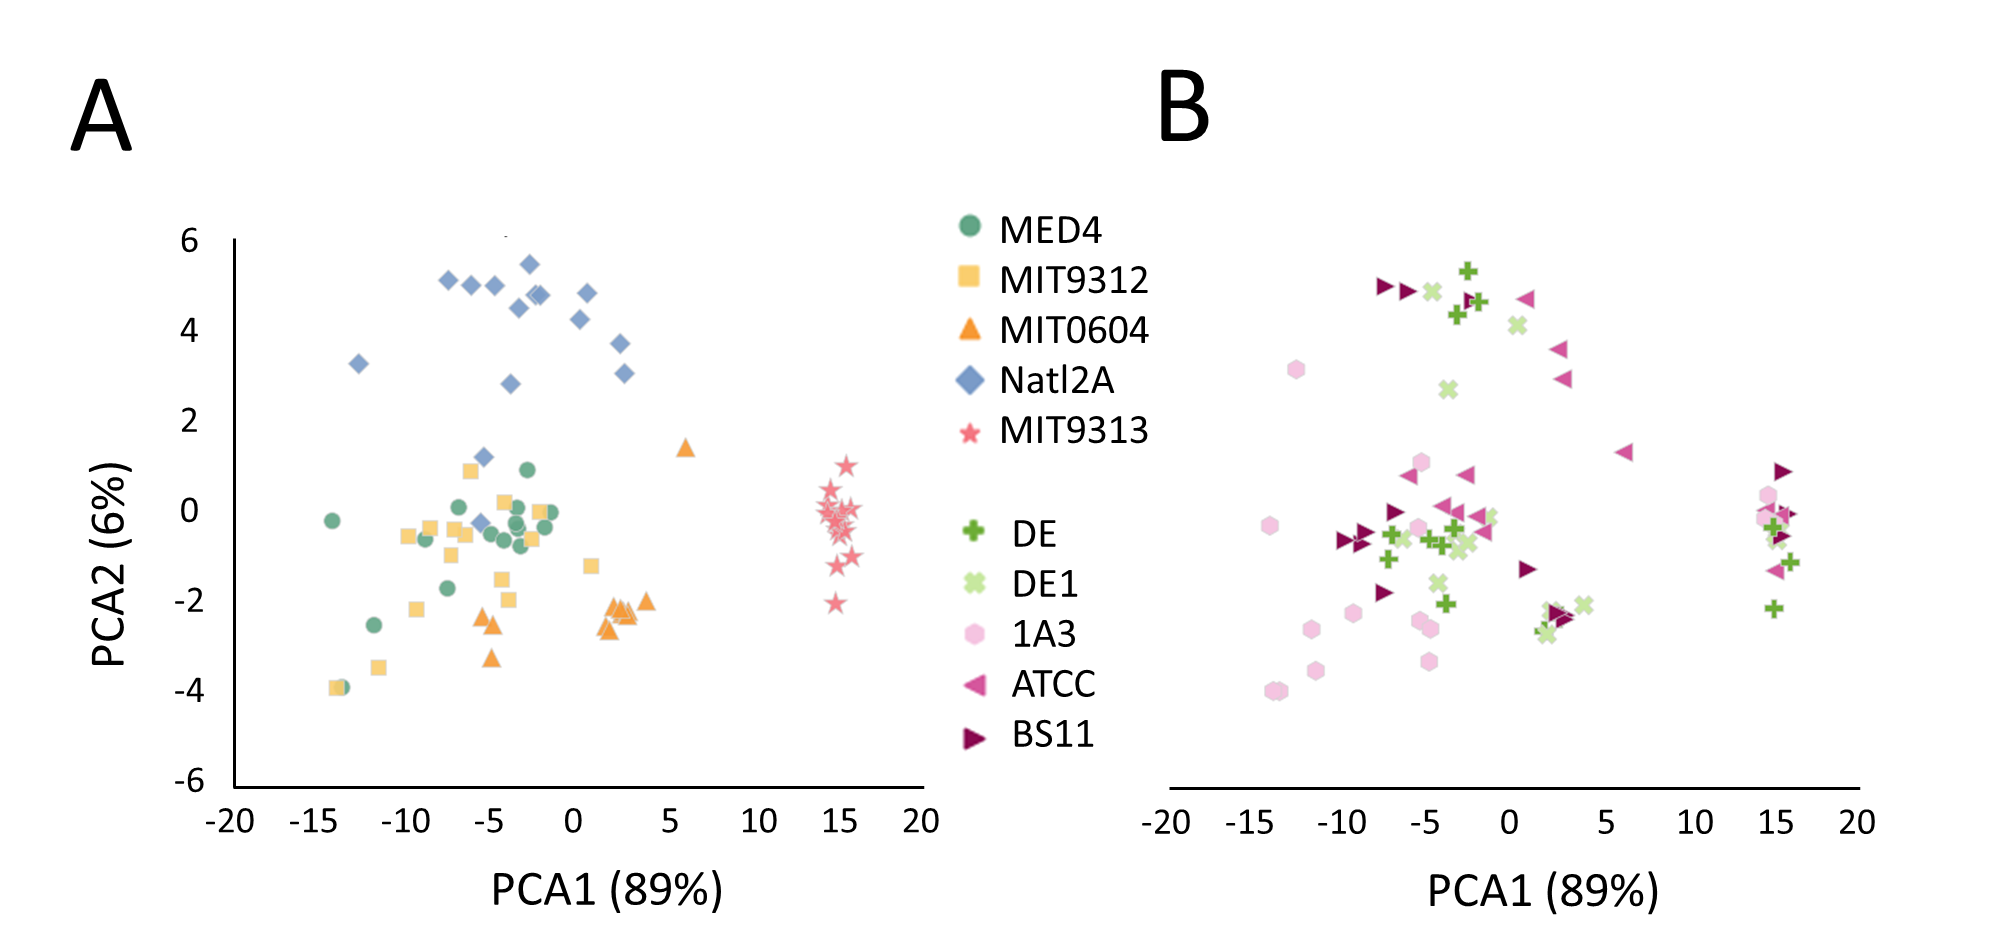 A
B
6
4
2
0
-2
-4
-6
PCA2 (6%)
-20 -15 -10 -5 0 5 10 15 20
PCA1 (89%)
MED4
MIT9312
MIT0604
Natl2A
MIT9313
DE
DE1
1A3
ATCC
BS11
-20 -15 -10 -5 0 5 10 15 20
PCA1 (89%)